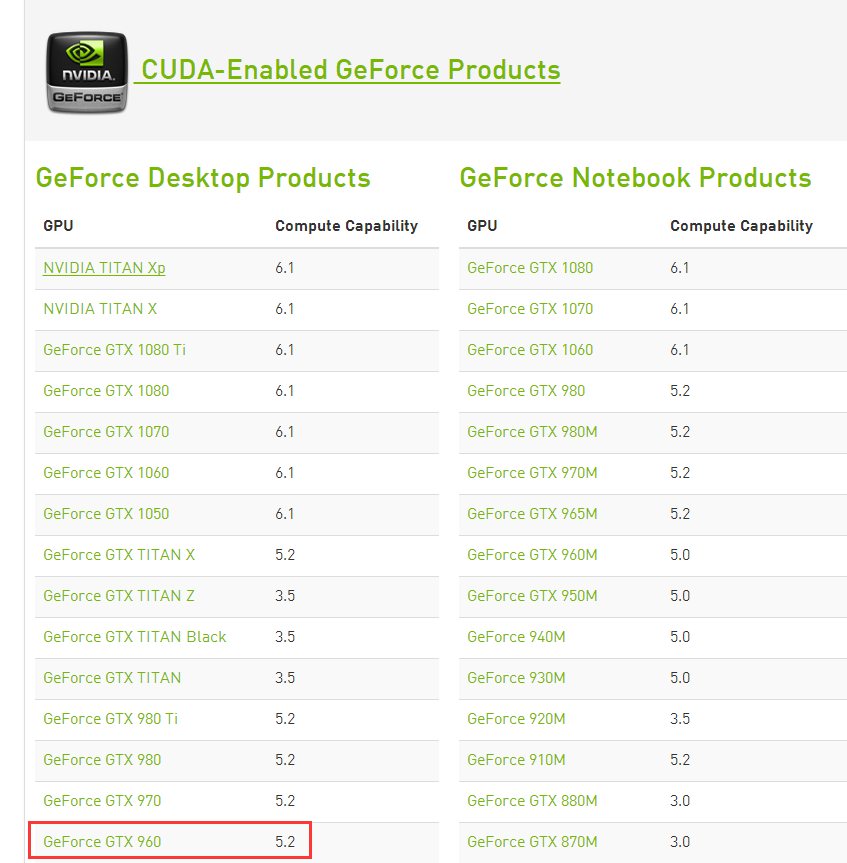 NVIDIA.
GEFORCE
CUDA-Enabled GeForce Products
GeForce Desktop Products
GPU Compute Capability
NVIDIA TITAN Xp 6.1
NVIDIA TITAN X 6.1
GeForce GTX 1080 Ti 6.1
GeForce GTX 1080 6.1
GeForce GTX 1070 6.1
GeForce GTX 1060 6.1
GeForce GTX 1050 6.1
GeForce GTX TITAN X 5.2
GeForce GTX TITAN Z 3.5
GeForce GTX TITAN Black 3.5
GeForce GTX TITAN 3.5
GeForce GTX 980 Ti 5.2
GeForce GTX 980 5.2
GeForce GTX 970 5.2
GeForce GTX 960 5.2
GeForce Notebook Products
GPU Compute Capability
GeForce GTX 1080 6.1
GeForce GTX 1070 6.1
GeForce GTX 1060 6.1
GeForce GTX 980 5.2
GeForce GTX 980M 5.2
GeForce GTX 970M 5.2
GeForce GTX 965M 5.2
GeForce GTX 960M 5.0
GeForce GTX 950M 5.0
GeForce 940M 5.0
GeForce 930M 5.0
GeForce 920M 3.5
GeForce 910M 5.2
GeForce GTX 880M 3.0
GeForce GTX 870M 3.0